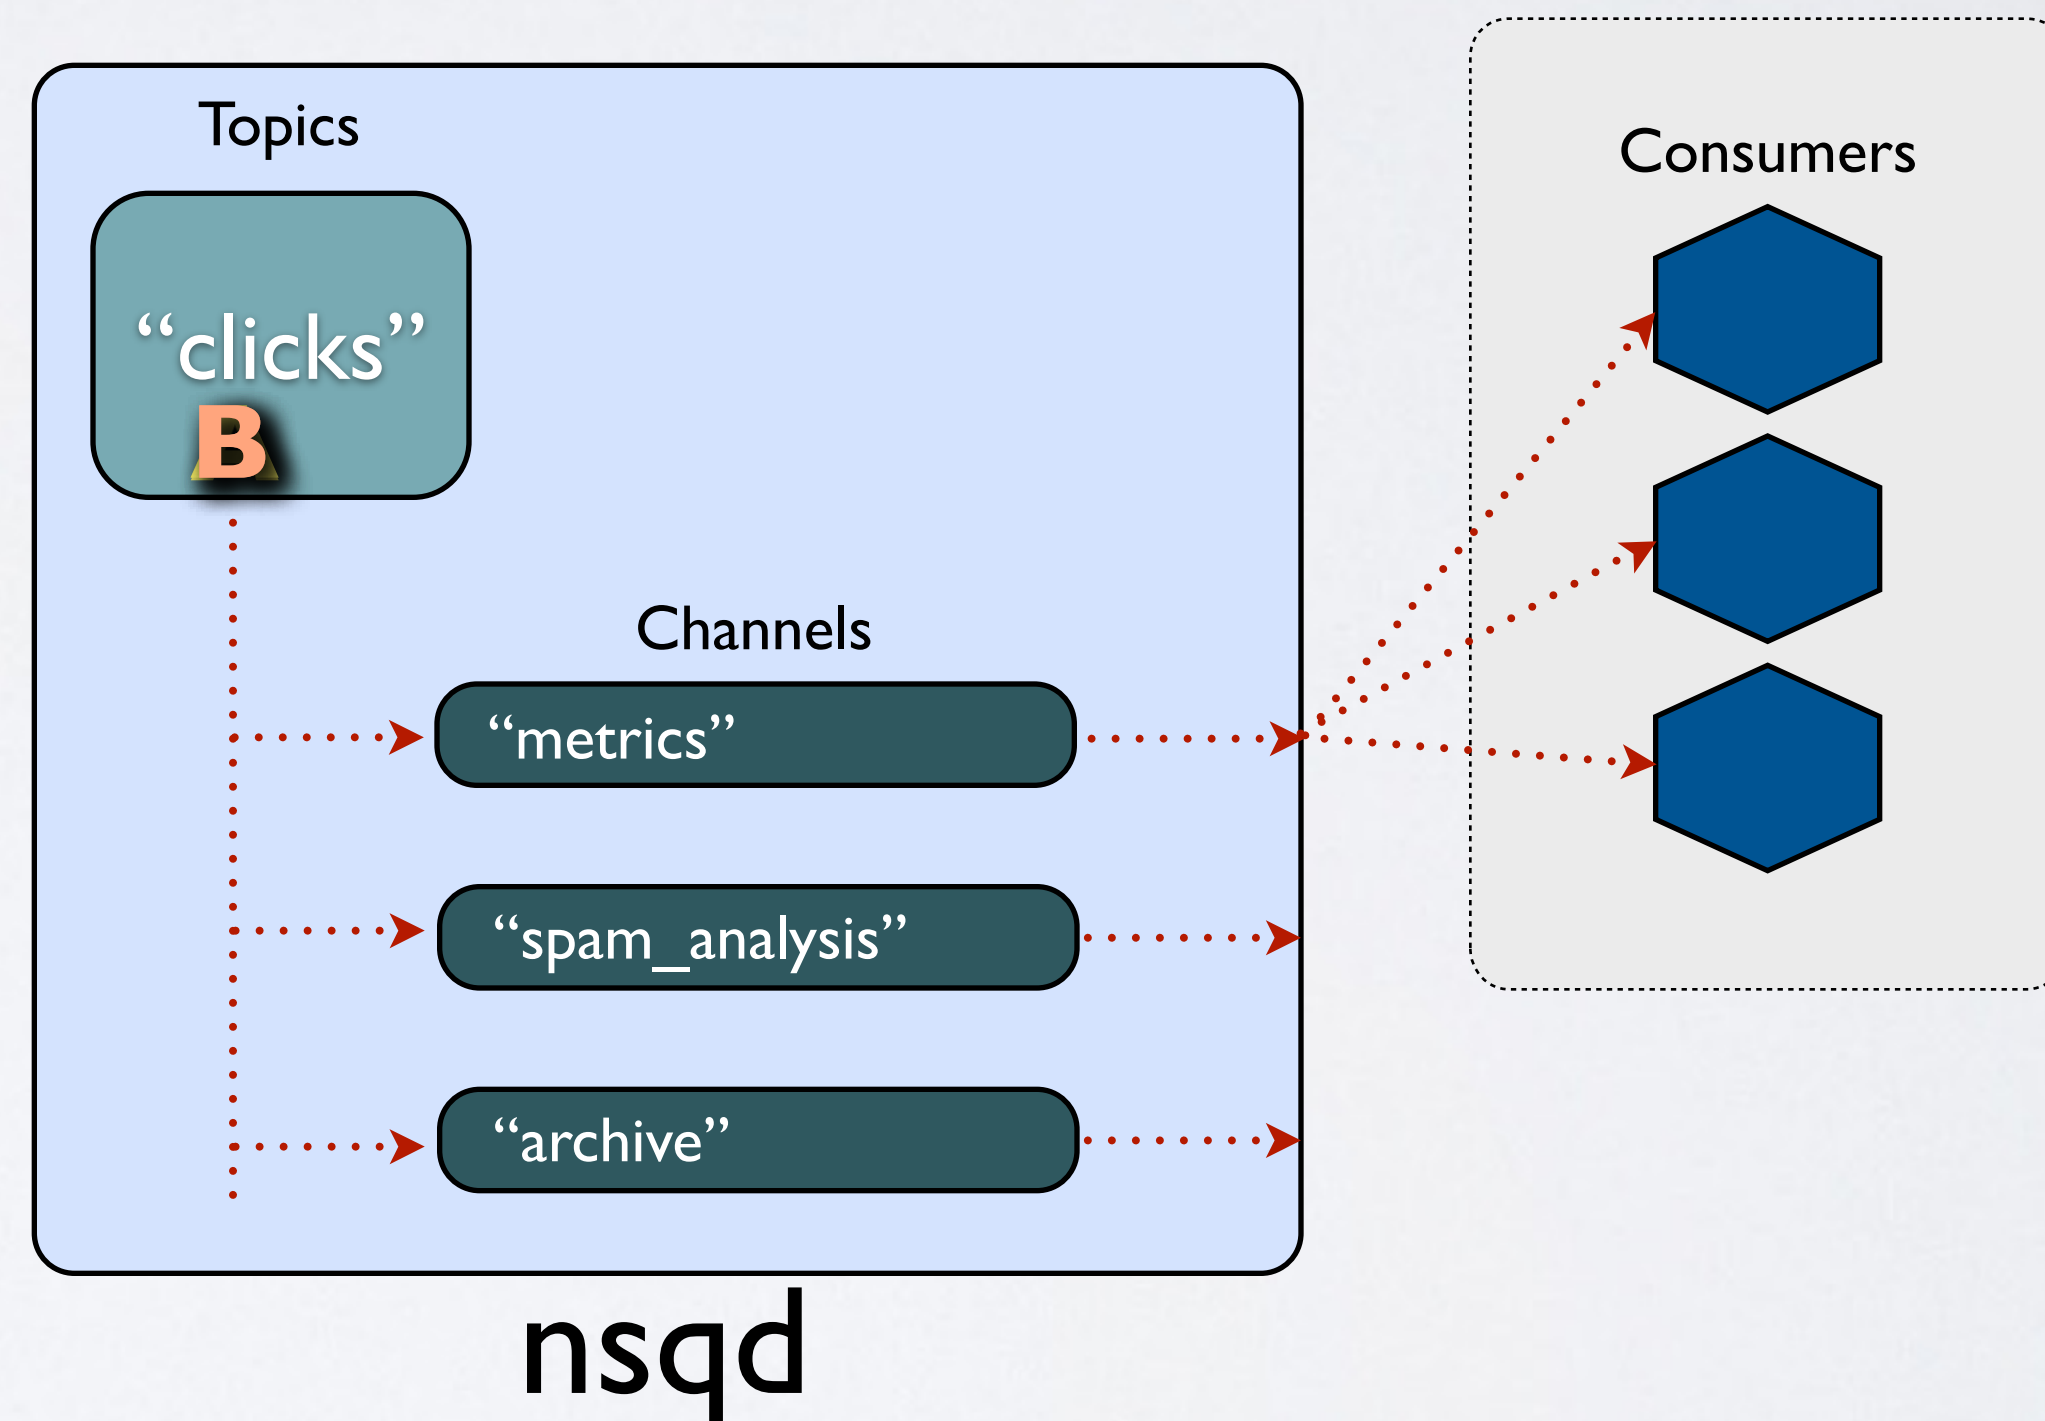 Topics
Consumers
“clicks”
B
A
Channels
“metrics”
“spam_analysis”
“archive”
nsqd